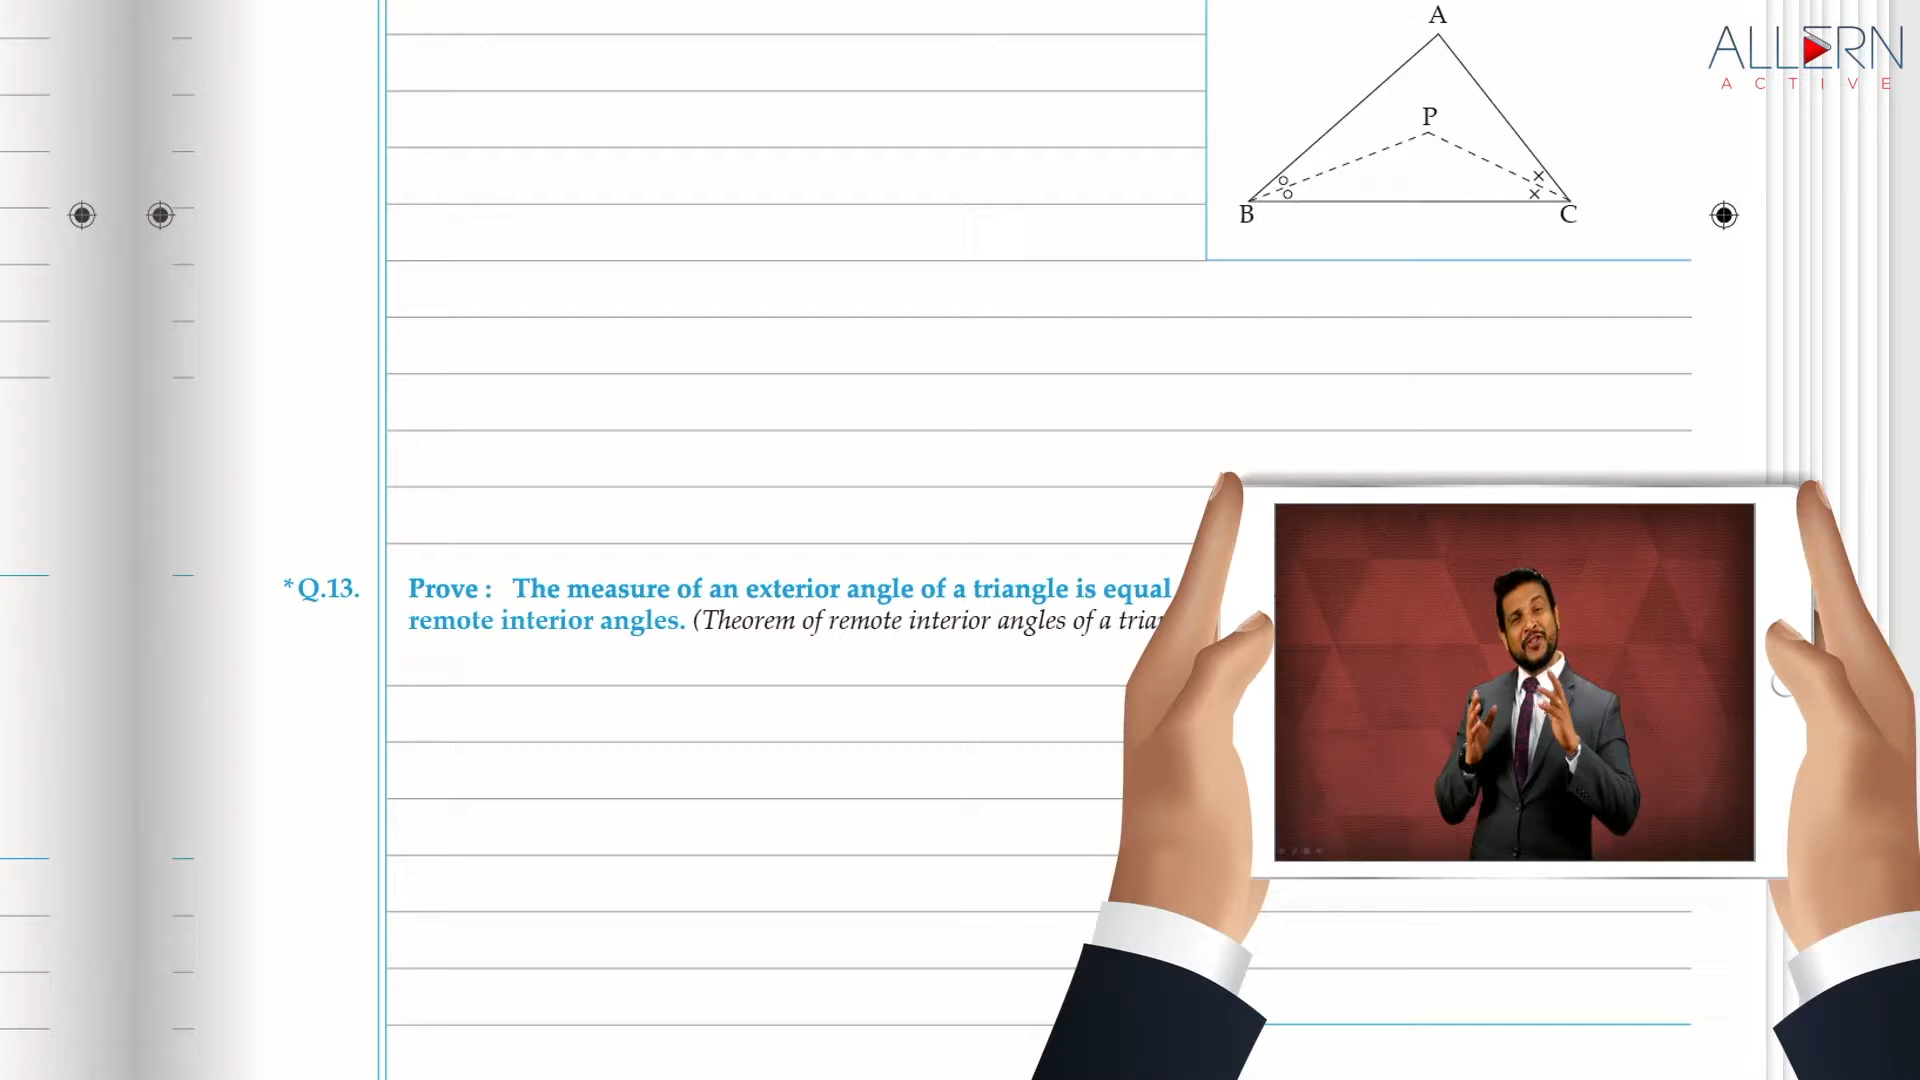 A
ALLERN
ACTIVE
P
B
C
*Q.13. Prove : The measure of an exterior angle of a triangle is equal
remote interior angles. (Theorem of remote interior angles of a